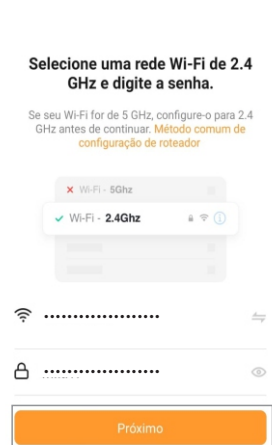 Selecione uma rede Wi-Fi de 2.4
GHz e digite a senha.
Se seu Wi-Fi for de 5 GHz, configure-o para 2.4
GHz antes de continuar. Método comum de
configuração de roteador
Wi-Fi - 5Ghz
Wi-Fi - 2.4Ghz
Próximo